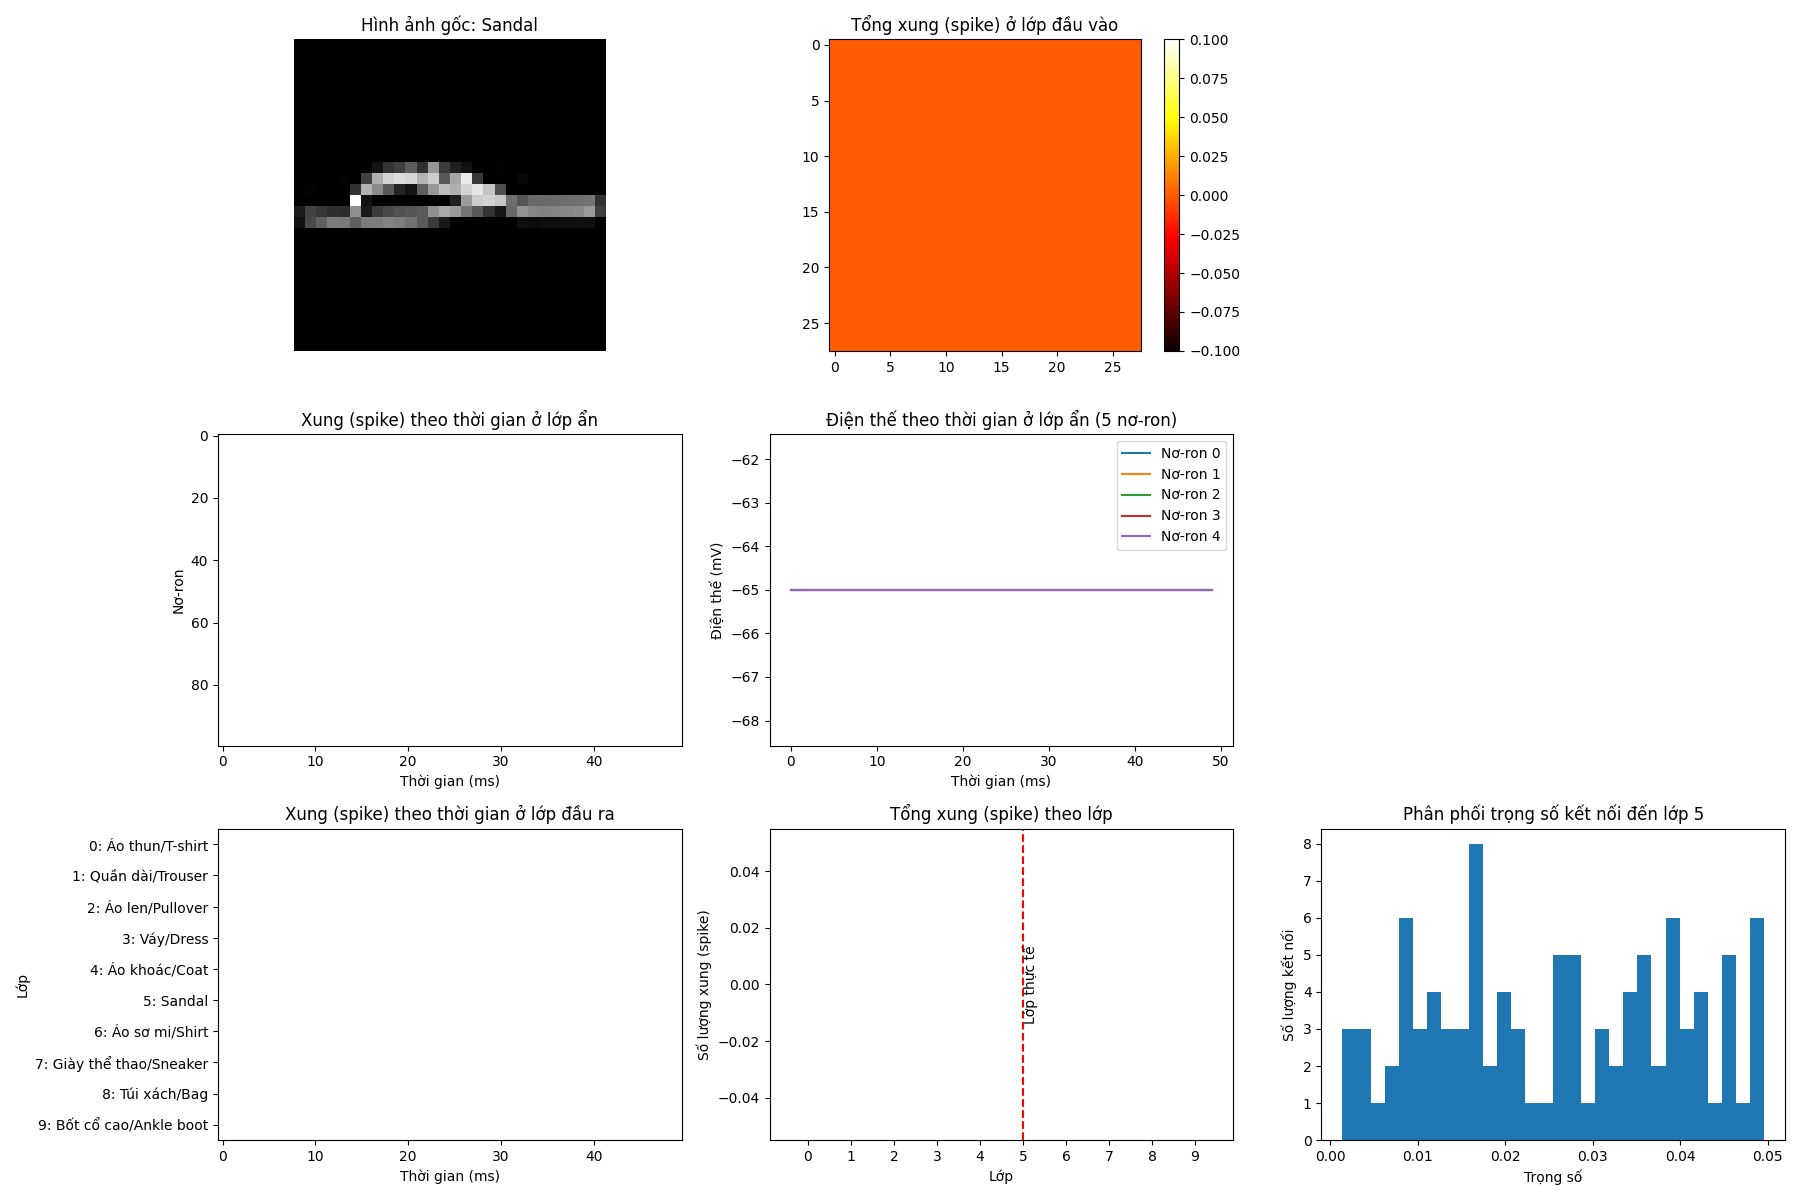 Hình ảnh gốc: Sandal
Tổng xung (spike) ở lớp đầu vào
0
5
10
15
20
25
0 5 10 15 20 25
0.100
0.075
0.050
0.025
0.000
−0.025
−0.050
−0.075
−0.100
Xung (spike) theo thời gian ở lớp ẩn
Nơ-ron
0
20
40
60
80
0 10 20 30 40
Thời gian (ms)
Điện thế theo thời gian ở lớp ẩn (5 nơ-ron)
Điện thế (mV)
−62
−63
−64
−65
−66
−67
−68
Nơ-ron 0
Nơ-ron 1
Nơ-ron 2
Nơ-ron 3
Nơ-ron 4
0 10 20 30 40 50
Thời gian (ms)
Xung (spike) theo thời gian ở lớp đầu ra
Lớp
0: Áo thun/T-shirt
1: Quần dài/Trouser
2: Áo len/Pullover
3: Váy/Dress
4: Áo khoác/Coat
5: Sandal
6: Áo sơ mi/Shirt
7: Giày thể thao/Sneaker
8: Túi xách/Bag
9: Bốt cổ cao/Ankle boot
0 10 20 30 40
Thời gian (ms)
Tổng xung (spike) theo lớp
Số lượng xung (spike)
0.04
0.02
0.00
−0.02
−0.04
Lớp thực tế
0 1 2 3 4 5 6 7 8 9
Lớp
Phân phối trọng số kết nối đến lớp 5
Số lượng kết nối
8
7
6
5
4
3
2
1
0
0.00 0.01 0.02 0.03 0.04 0.05
Trọng số